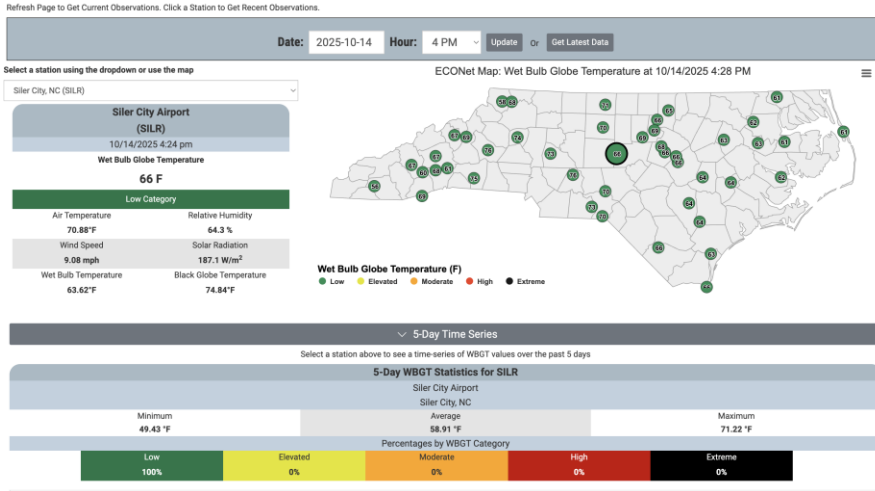 Refresh Page to Get Current Observations. Click a Station to Get Recent Observations.
Date: 2025-10-14 Hour: 4 PM Update Or Get Latest Data
Select a station using the dropdown or use the map
Siler City, NC (SILR)
Siler City Airport
(SILR)
10/14/2025 4:24 pm
Wet Bulb Globe Temperature
66 F
Low Category
Air Temperature Relative Humidity
70.88°F 64.3 %
Wind Speed Solar Radiation
9.08 mph 187.1 W/m²
Wet Bulb Temperature Black Globe Temperature
63.62°F 74.84°F
ECONet Map: Wet Bulb Globe Temperature at 10/14/2025 4:28 PM
66
Wet Bulb Globe Temperature (F)
Low Elevated Moderate High Extreme
5-Day Time Series
Select a station above to see a time-series of WBGT values over the past 5 days
5-Day WBGT Statistics for SILR
Siler City Airport
Siler City, NC
Minimum Average Maximum
49.43 °F 58.91 °F 71.22 °F
Percentages by WBGT Category
Low Elevated Moderate High Extreme
100% 0% 0% 0% 0%